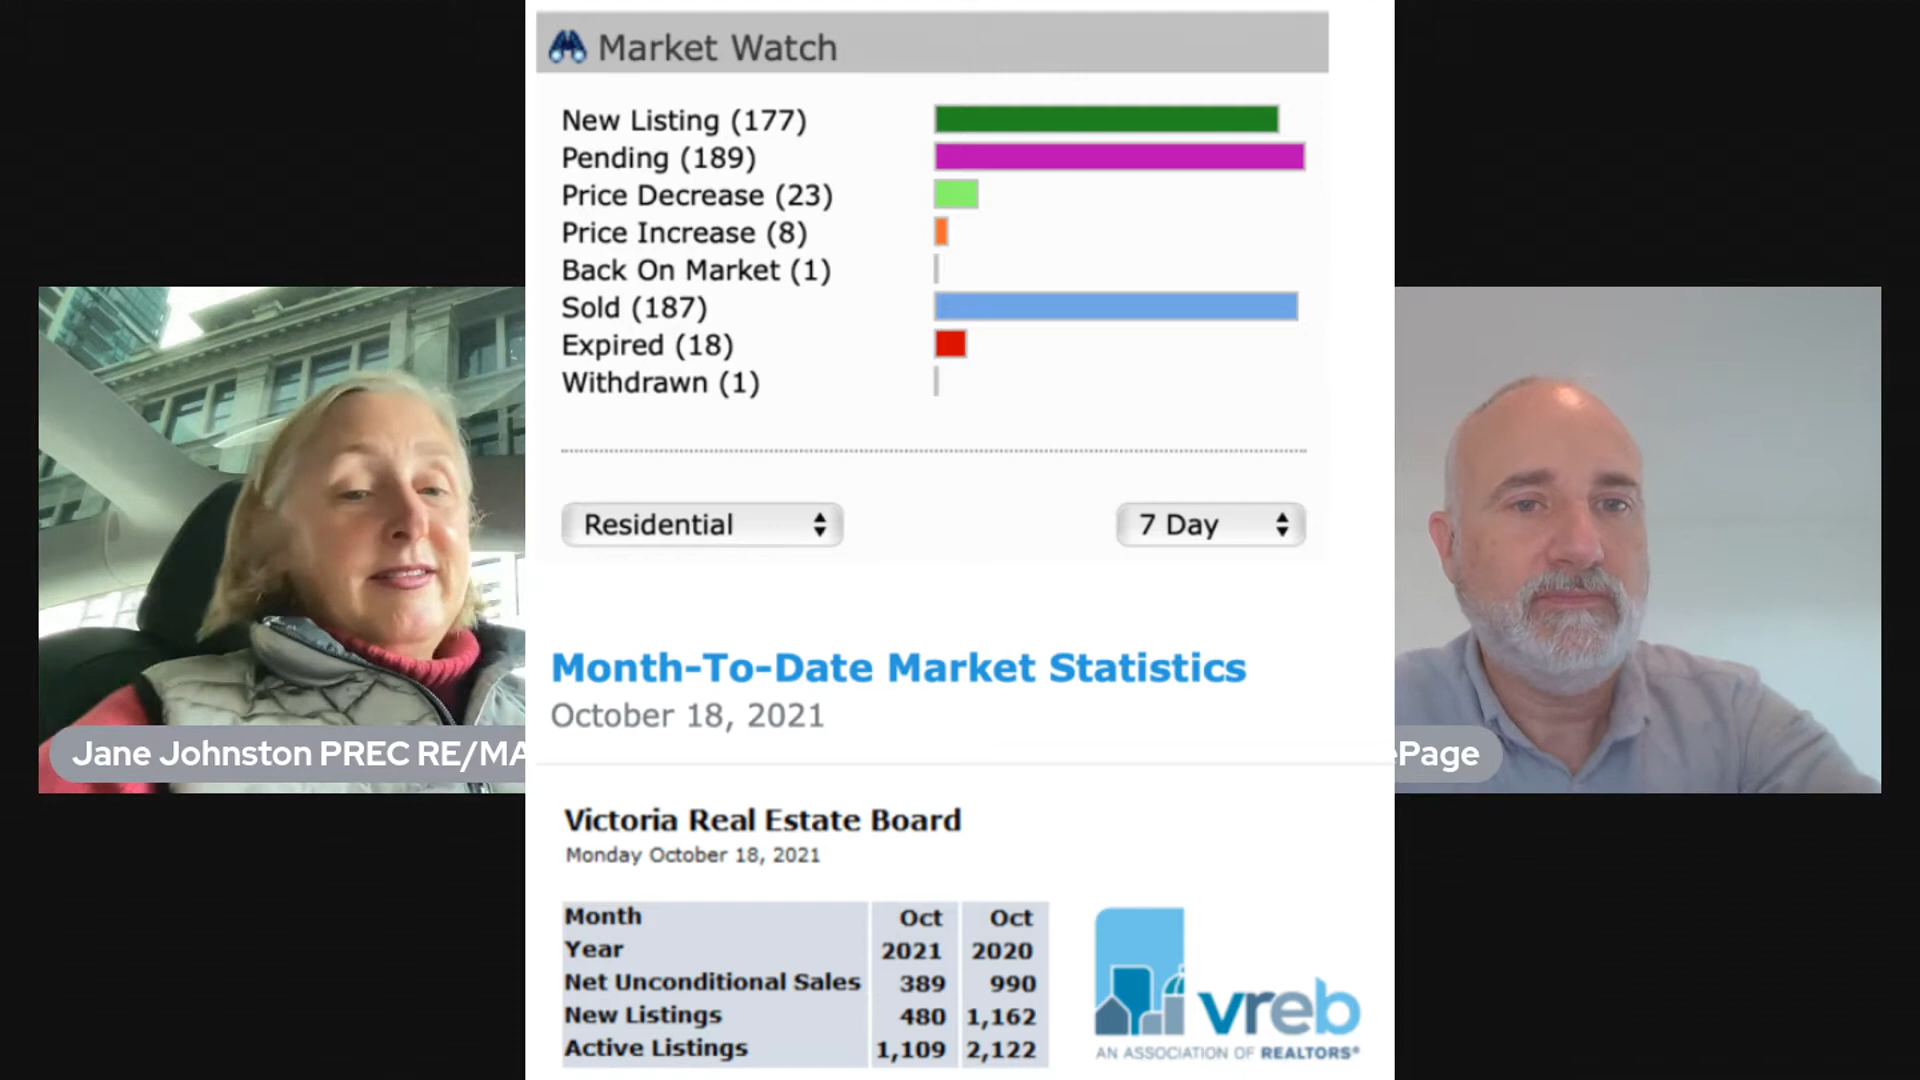 Market Watch
New Listing (177)
Pending (189)
Price Decrease (23)
Price Increase (8)
Back On Market (1)
Sold (187)
Expired (18)
Withdrawn (1)
Residential
7 Day
Month-To-Date Market Statistics
October 18, 2021
Jane Johnston PREC RE/MA
ePage
Victoria Real Estate Board
Monday October 18, 2021
Month Oct Oct
Year 2021 2020
Net Unconditional Sales 389 990
New Listings 480 1,162
Active Listings 1,109 2,122
vreb
AN ASSOCIATION OF REALTORS®